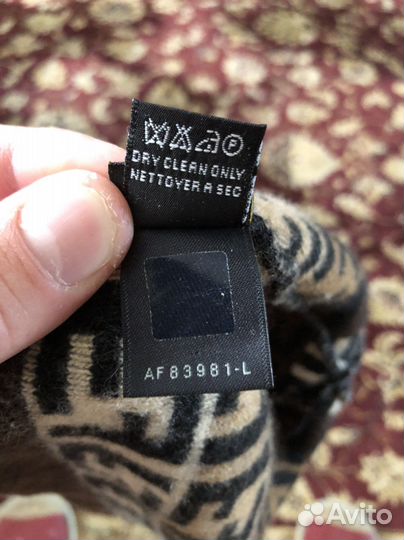 P
DRY CLEAN ONLY
NETTOYER A SEC
AF83981-L
Avito